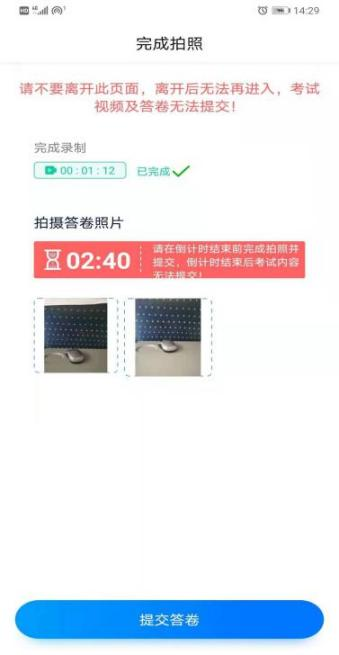 HD 14:29
完成拍照
请不要离开此页面，离开后无法再进入，考试
视频及答卷无法提交！
完成录制
00:01:12 已完成
拍摄答卷照片
02:40
请在倒计时结束前完成拍照并
提交，倒计时结束后考试内容
无法提交！
提交答卷